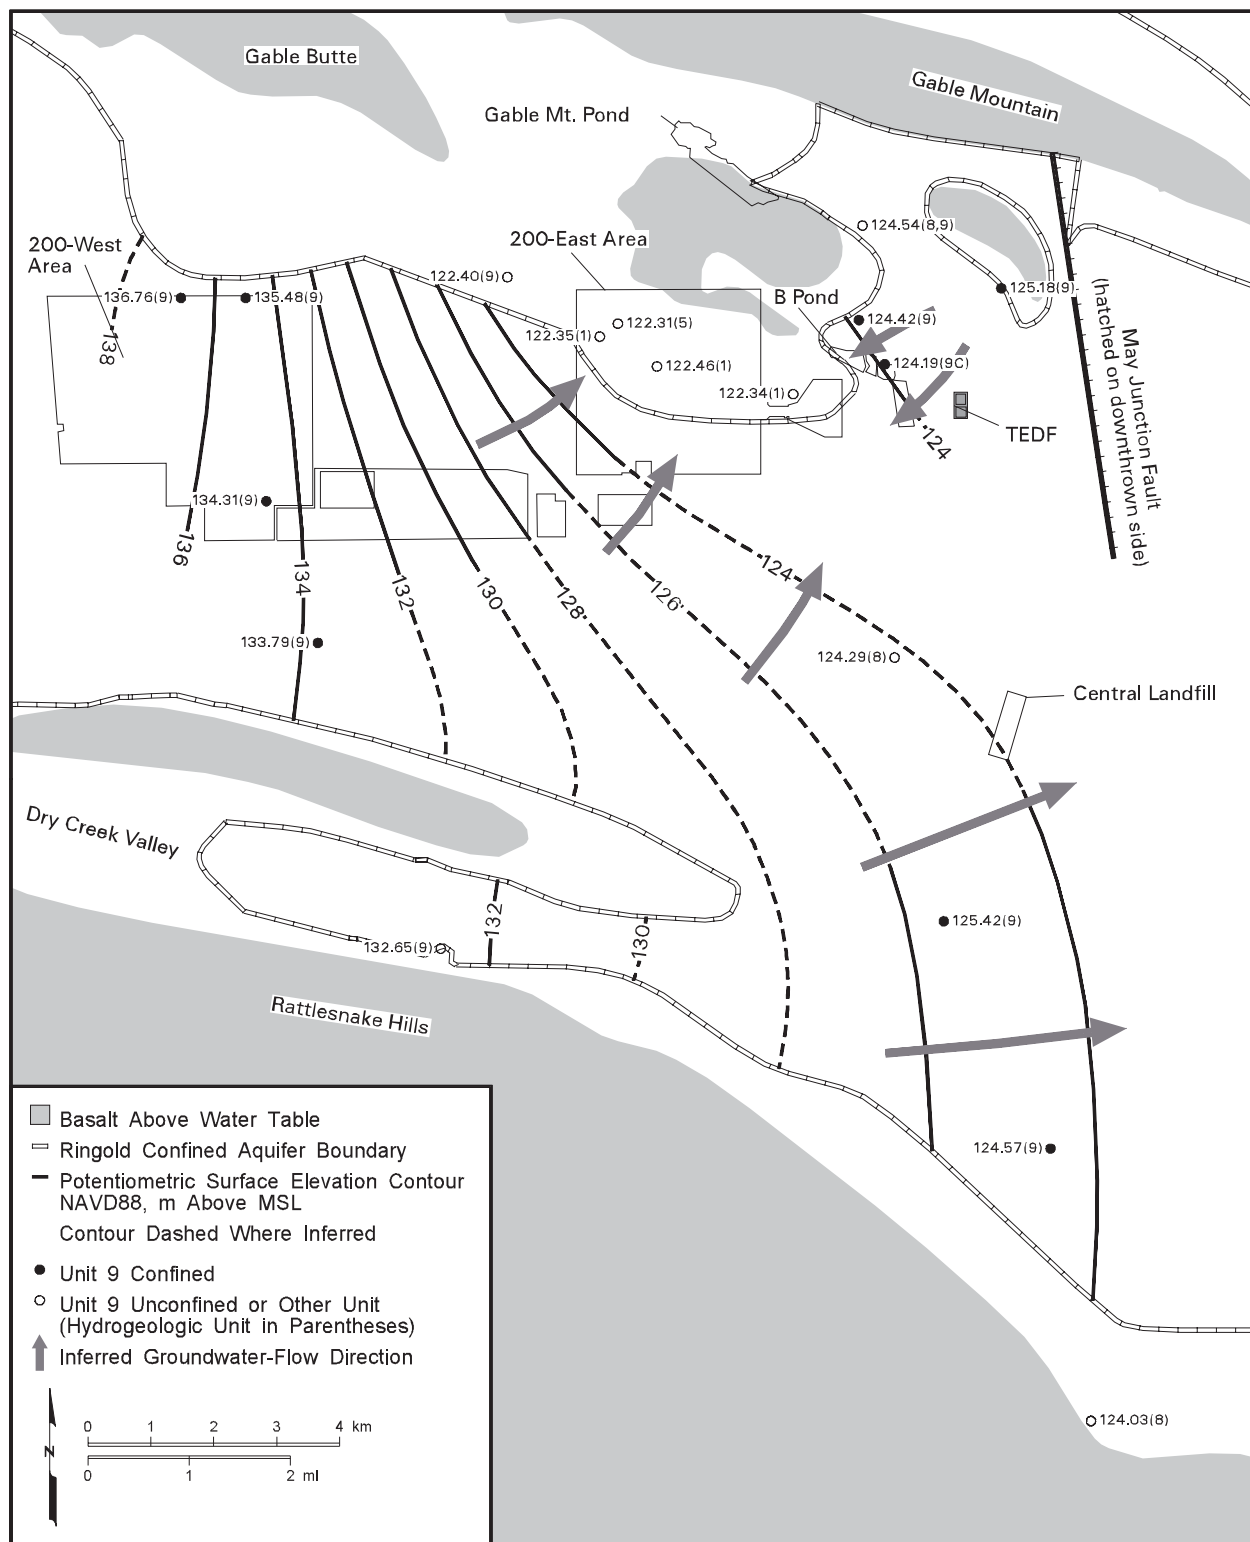 Gable Butte
Gable Mountain
Gable Mt. Pond
124.54(8,9)
200-West
Area
200-East Area
122.40(9)
125.18(9)
136.76(9)
135.48(9)
B Pond
122.31(5)
124.42(9)
122.35(1)
138
122.46(1)
124.19(9C)
May Junction Fault
(hatched on downthrown side)
122.34(1)
TEDF
124
134.31(9)
136
134
132
130
128
126
124
133.79(9)
124.29(8)
Central Landfill
Dry Creek Valley
132
130
125.42(9)
132.65(9)
Rattlesnake Hills
124.57(9)
124.03(8)
Basalt Above Water Table
Ringold Confined Aquifer Boundary
Potentiometric Surface Elevation Contour
NAVD88, m Above MSL
Contour Dashed Where Inferred
Unit 9 Confined
Unit 9 Unconfined or Other Unit
(Hydrogeologic Unit in Parentheses)
Inferred Groundwater-Flow Direction
0 1 2 3 4 km
N
0 1 2 mi